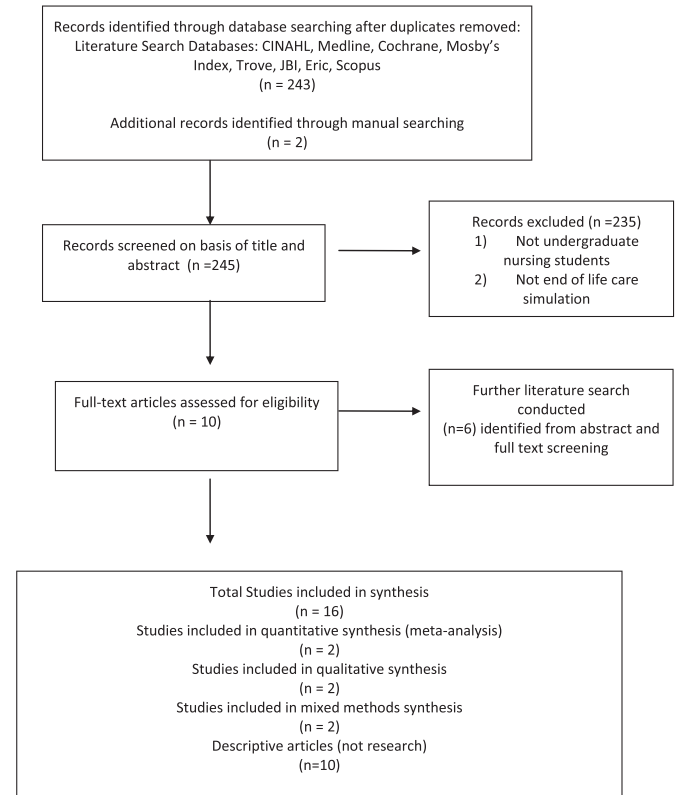 Records identified through database searching after duplicates removed:
Literature Search Databases: CINAHL, Medline, Cochrane, Mosby's
Index, Trove, JBI, Eric, Scopus
(n = 243)
Additional records identified through manual searching
(n = 2)
Records screened on basis of title and
abstract (n =245)
Records excluded (n =235)
1) Not undergraduate
nursing students
2) Not end of life care
simulation
Full-text articles assessed for eligibility
(n = 10)
Further literature search
conducted
(n=6) identified from abstract and
full text screening
Total Studies included in synthesis
(n = 16)
Studies included in quantitative synthesis (meta-analysis)
(n = 2)
Studies included in qualitative synthesis
(n = 2)
Studies included in mixed methods synthesis
(n = 2)
Descriptive articles (not research)
(n=10)